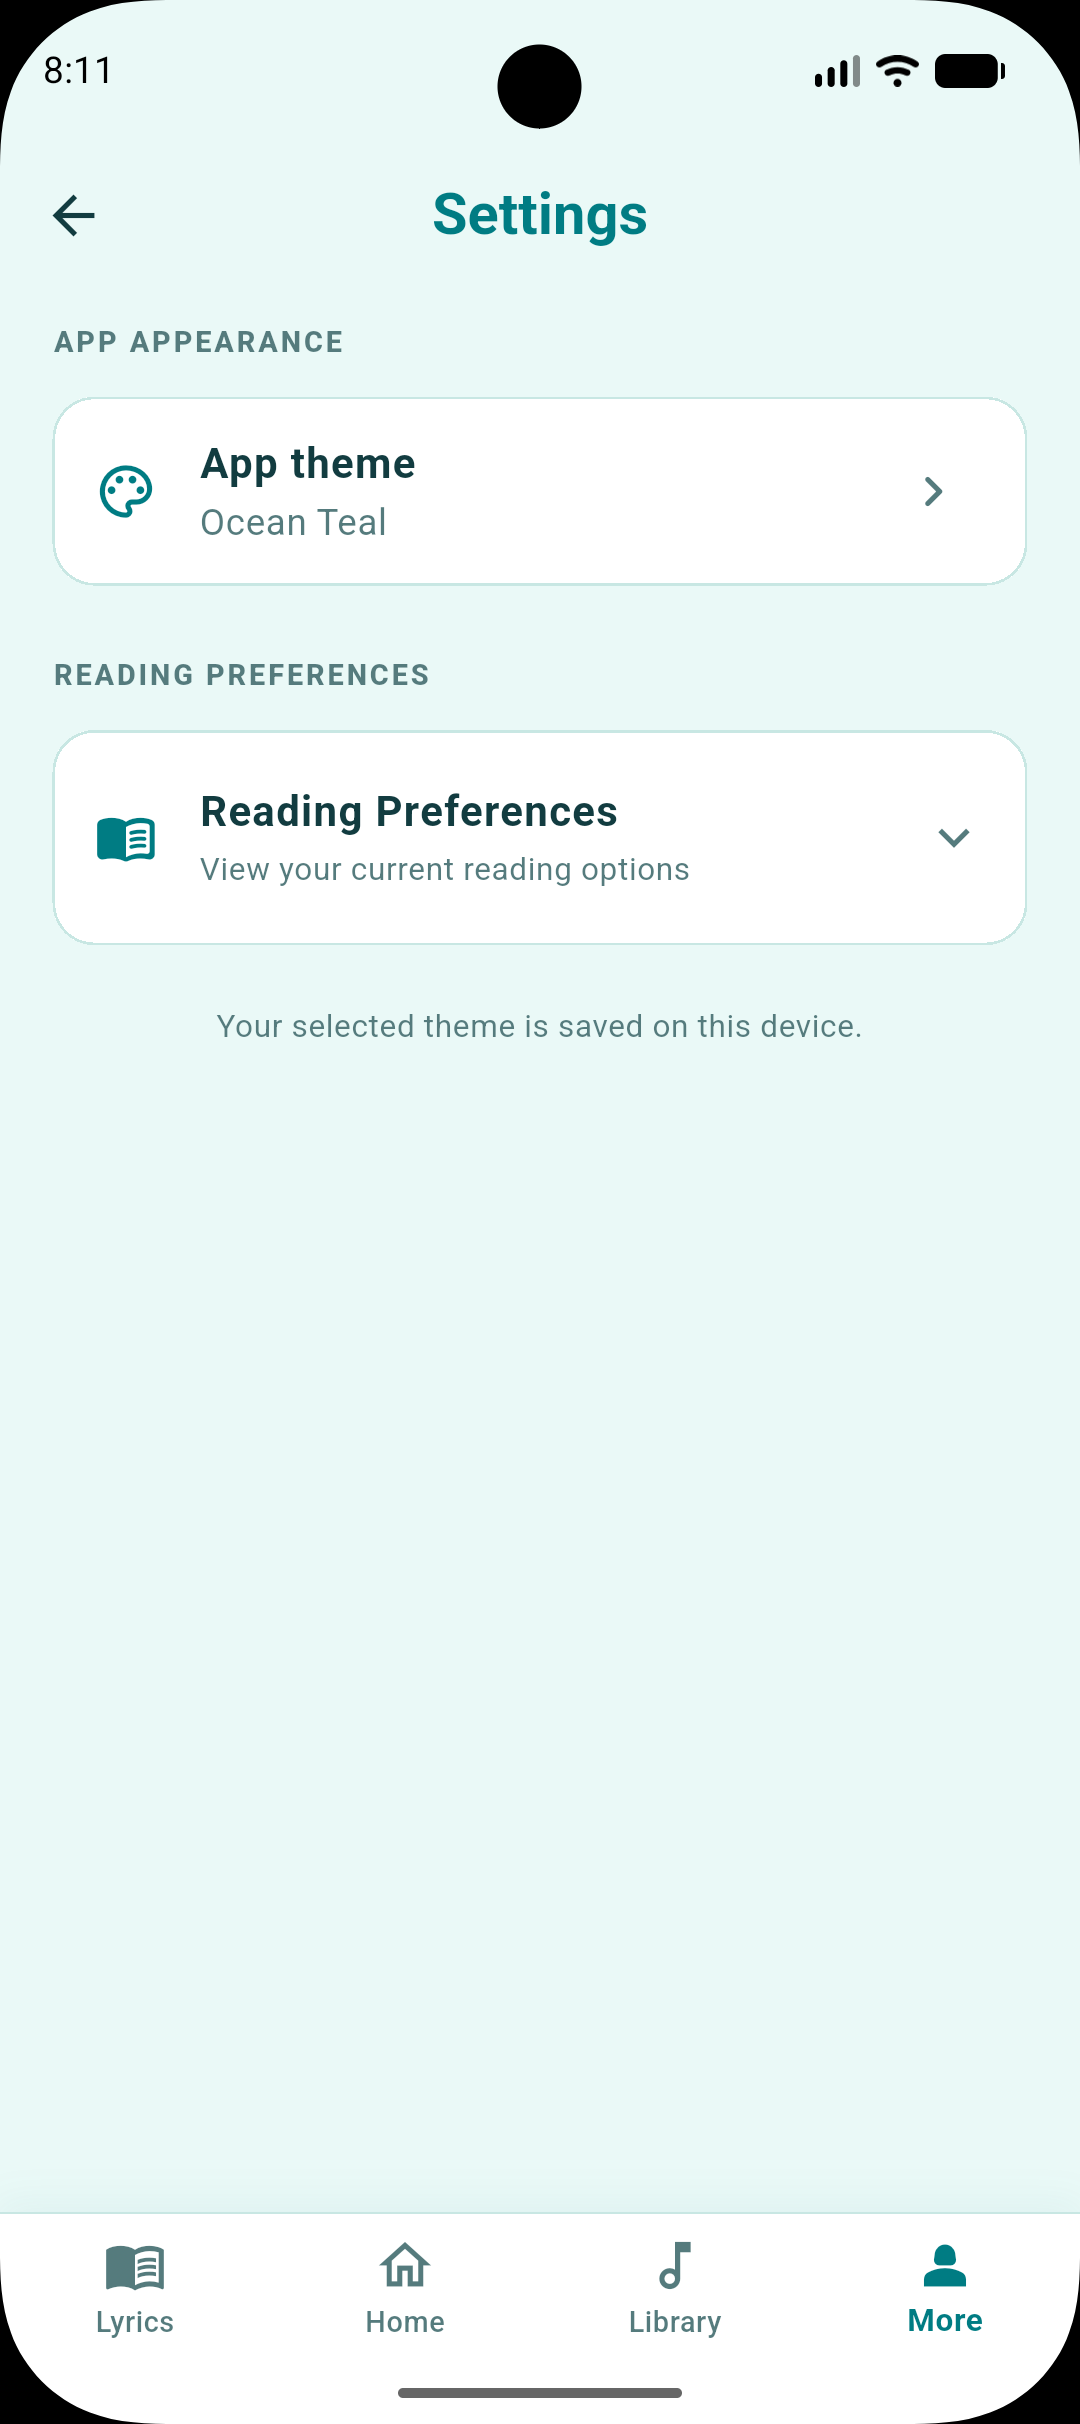 8:11
Settings
APP APPEARANCE
App theme
Ocean Teal
READING PREFERENCES
Reading Preferences
View your current reading options
Your selected theme is saved on this device.
Lyrics
Home
Library
More